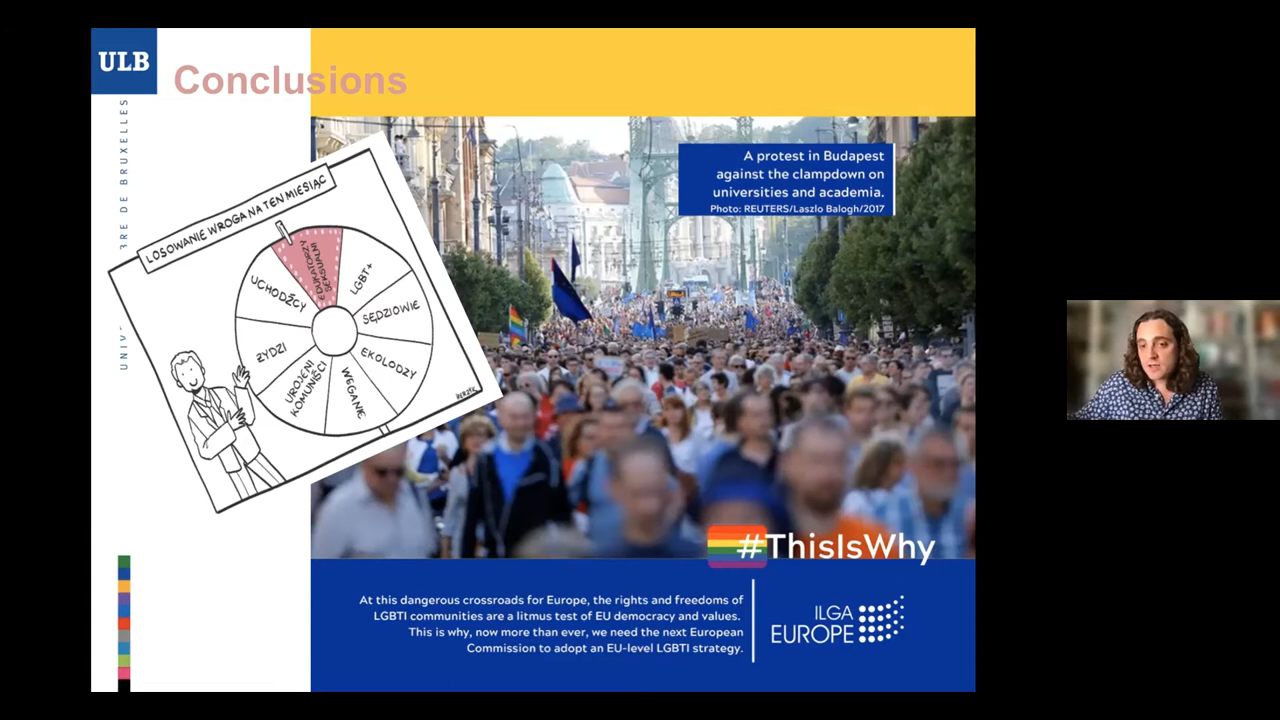 ULB
Conclusions
UNIV
BRE DE BRUXELLES
LOSOWANIE WROGA NA TEN MIESIĄC
EDUKATORZY
SEKSUALNI
LGBT+
SĘDZIOWIE
EKOLODZY
WEGANIE
UROJENI
KOMUNIŚCI
ŻYDZI
UCHODŹCY
A protest in Budapest
against the clampdown on
universities and academia.
Photo: REUTERS/Laszlo Balogh/2017
#ThisIsWhy
At this dangerous crossroads for Europe, the rights and freedoms of
LGBTI communities are a litmus test of EU democracy and values.
This is why, now more than ever, we need the next European
Commission to adopt an EU-level LGBTI strategy.
ILGA
EUROPE